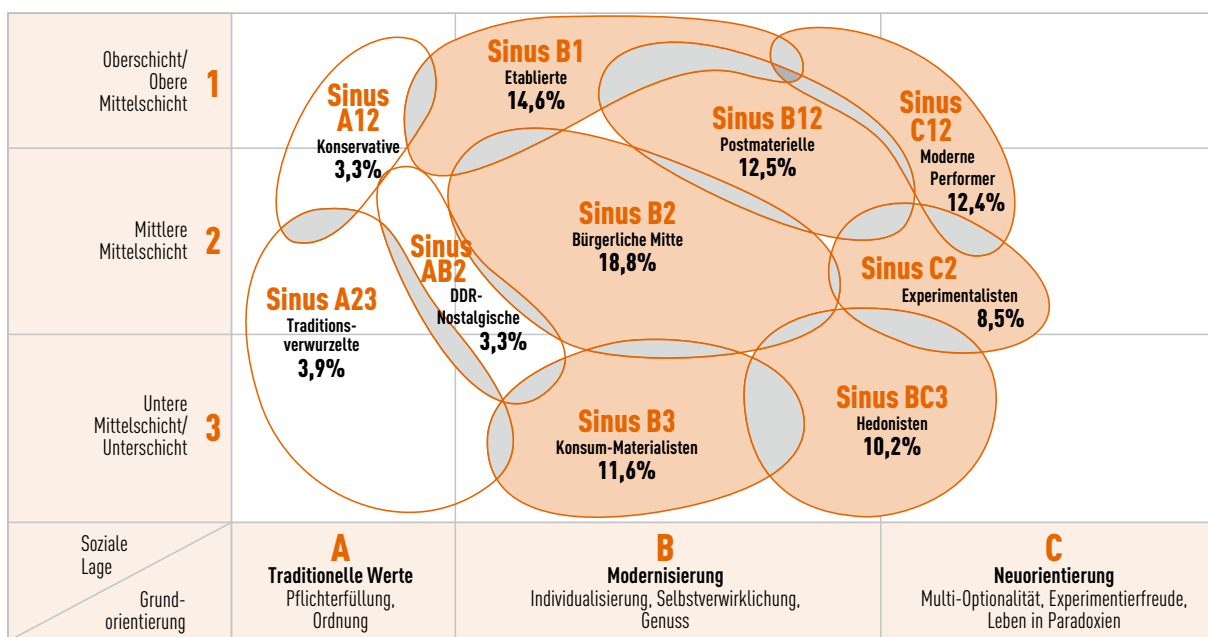 Oberschicht/
Obere
Mittelschicht
1
Mittlere
Mittelschicht
2
Untere
Mittelschicht/
Unterschicht
3
Sinus
A12
Konservative
3,3%
Sinus B1
Etablierte
14,6%
Sinus B12
Postmaterielle
12,5%
Sinus
C12
Moderne
Performer
12,4%
Sinus A23
Traditions-
verwurzelte
3,9%
Sinus
AB2
DDR-
Nostalgische
3,3%
Sinus B2
Bürgerliche Mitte
18,8%
Sinus C2
Experimentalisten
8,5%
Sinus B3
Konsum-Materialisten
11,6%
Sinus BC3
Hedonisten
10,2%
Soziale
Lage
Grund-
orientierung
A
Traditionelle Werte
Pflichterfüllung,
Ordnung
B
Modernisierung
Individualisierung, Selbstverwirklichung,
Genuss
C
Neuorientierung
Multi-Optionalität, Experimentierfreude,
Leben in Paradoxien